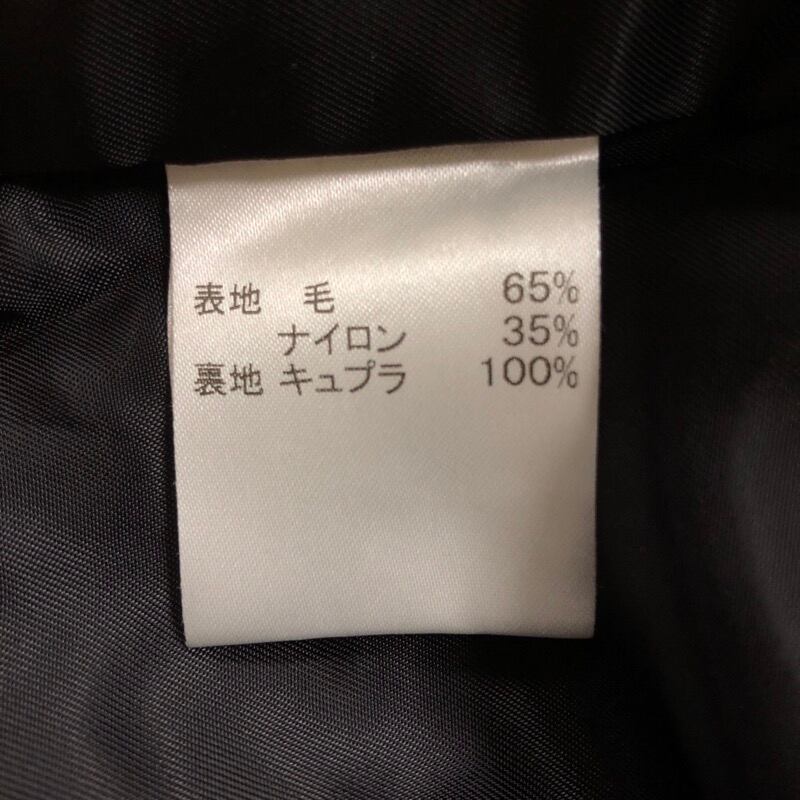 表地 毛 65%
ナイロン 35%
裏地 キュプラ 100%